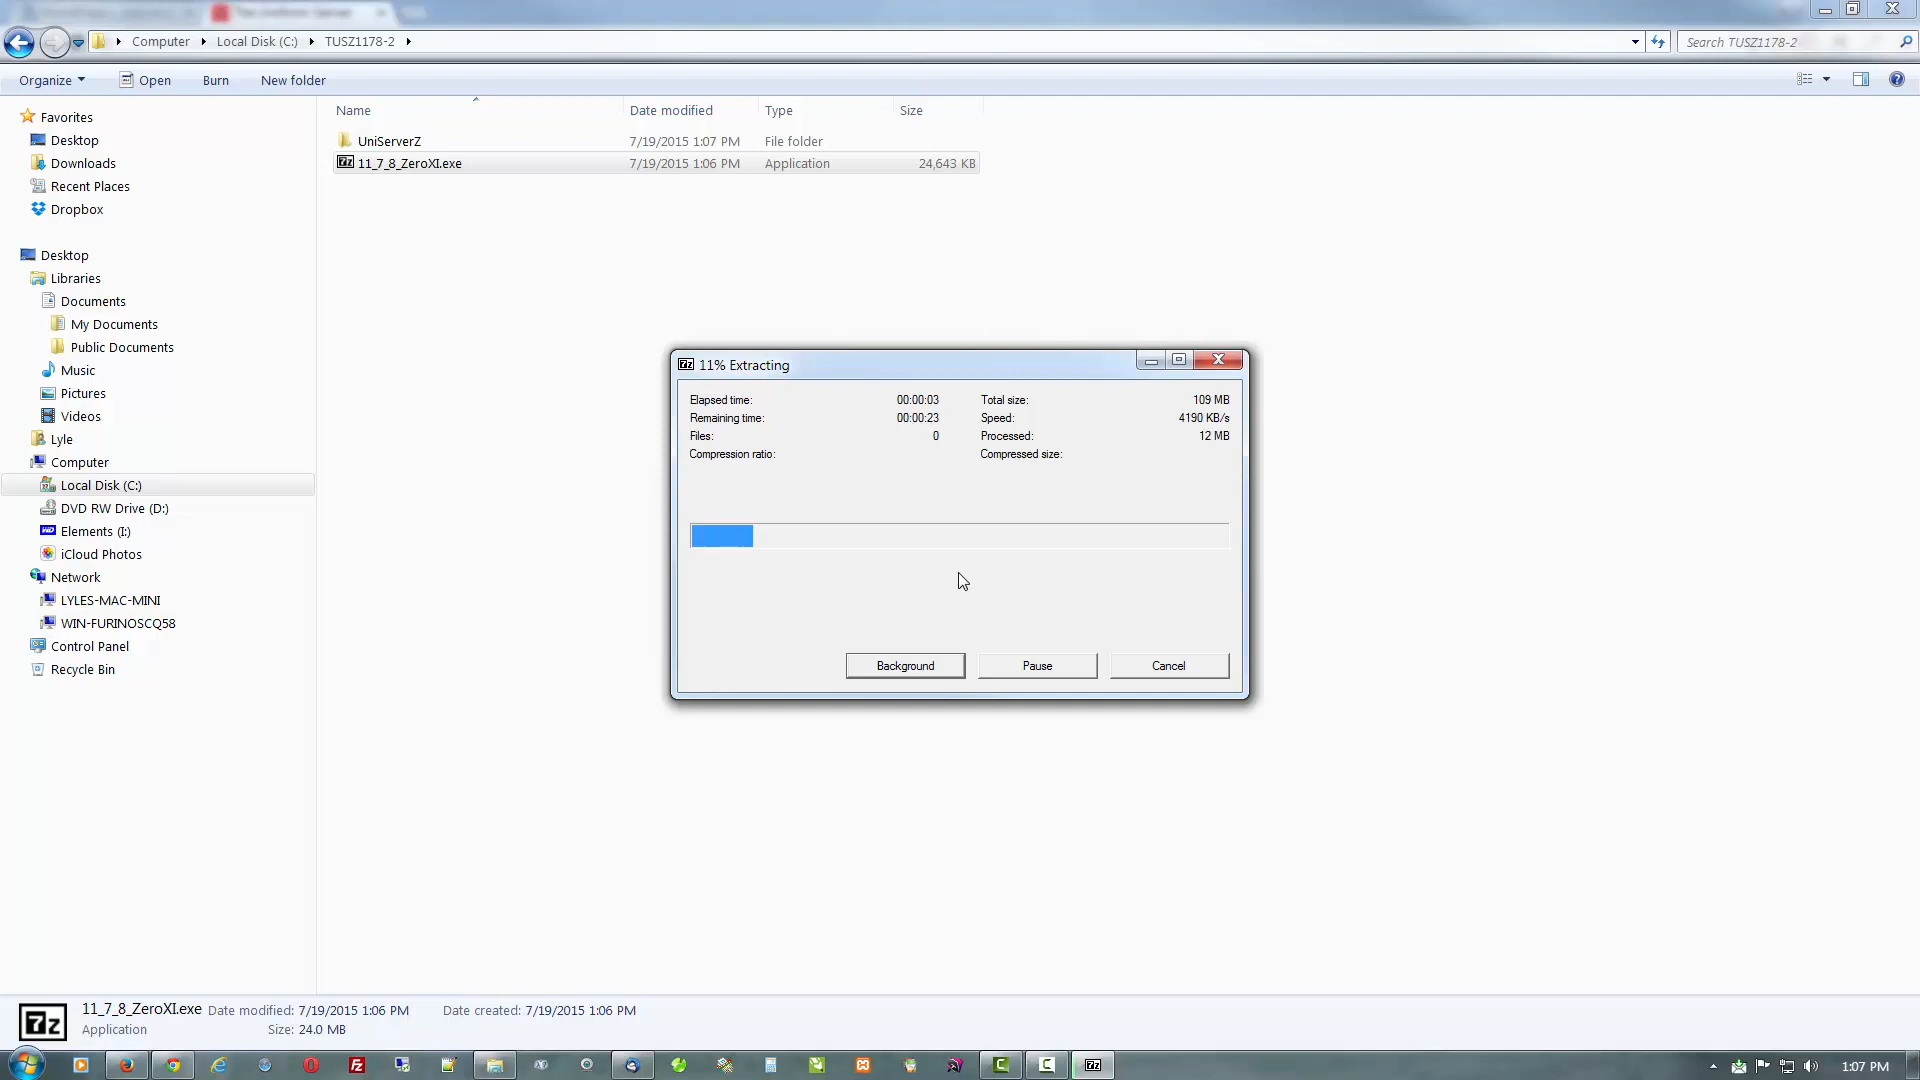 Computer Local Disk (C:) TUSZ1178-2
Search TUSZ1178-2
Organize Open Burn New folder
Name Date modified Type Size
UniServerZ 7/19/2015 1:07 PM File folder
11_7_8_ZeroXI.exe 7/19/2015 1:06 PM Application 24,643 KB
Favorites
Desktop
Downloads
Recent Places
Dropbox
Desktop
Libraries
Documents
My Documents
Public Documents
Music
Pictures
Videos
Lyle
Computer
Local Disk (C:)
DVD RW Drive (D:)
Elements (I:)
iCloud Photos
Network
LYLES-MAC-MINI
WIN-FURINOSCQ58
Control Panel
Recycle Bin
7z 11% Extracting
Elapsed time: 00:00:03 Total size: 109 MB
Remaining time: 00:00:23 Speed: 4190 KB/s
Files: 0 Processed: 12 MB
Compression ratio: Compressed size:
Background Pause Cancel
7z
11_7_8_ZeroXI.exe Date modified: 7/19/2015 1:06 PM Date created: 7/19/2015 1:06 PM
Application Size: 24.0 MB
1:07 PM